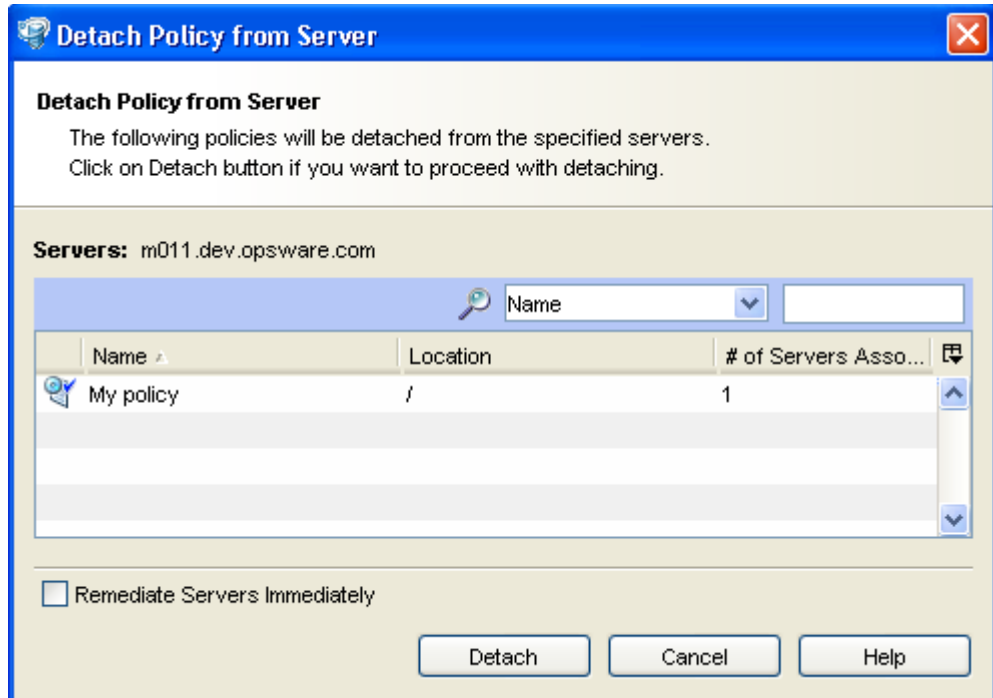 Detach Policy from Server
Detach Policy from Server
The following policies will be detached from the specified servers.
Click on Detach button if you want to proceed with detaching.
Servers: m011.dev.opsware.com
Name
Name Location # of Servers Asso...
My policy / 1
Remediate Servers Immediately
Detach Cancel Help